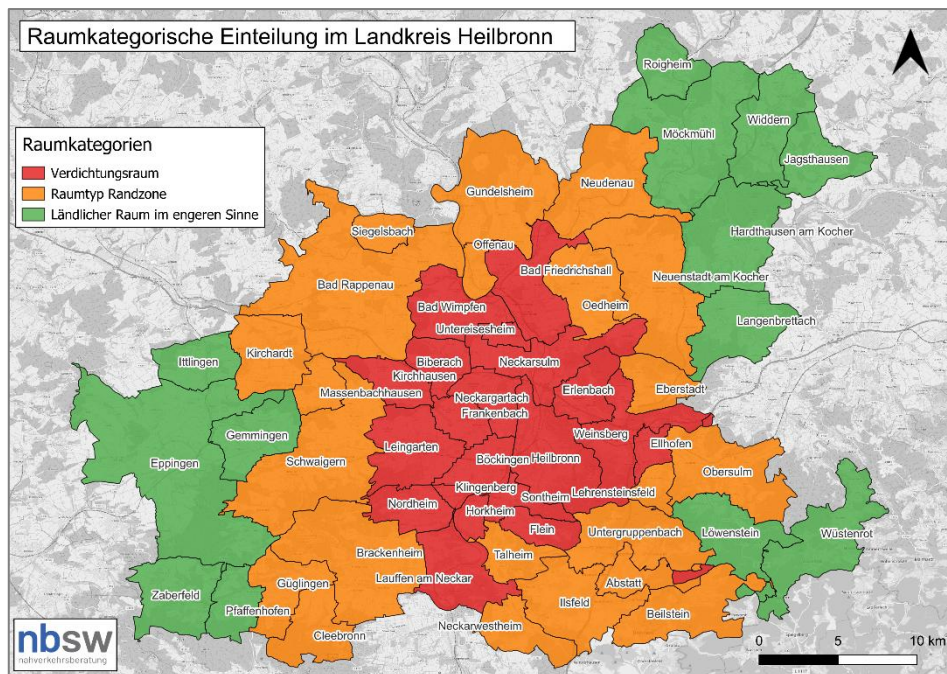 Raumkategorische Einteilung im Landkreis Heilbronn
Raumkategorien
Verdichtungsraum
Raumtyp Randzone
Ländlicher Raum im engeren Sinne
Roigheim
Möckmühl
Widdern
Jagsthausen
Neudenau
Gundelsheim
Hardthausen am Kocher
Siegelsbach
Offenau
Bad Friedrichshall
Neuenstadt am Kocher
Bad Rappenau
Oedheim
Bad Wimpfen
Langenbrettach
Untereisesheim
Ittlingen
Kirchardt
Biberach
Neckarsulm
Kirchhausen
Massenbachhausen
Erlenbach
Eberstadt
Neckargartach
Frankenbach
Gemmingen
Weinsberg
Ellhofen
Leingarten
Eppingen
Schwaigern
Böckingen
Heilbronn
Obersulm
Klingenberg
Sontheim
Lehrensteinsfeld
Nordheim
Horkheim
Flein
Untergruppenbach
Löwenstein
Wüstenrot
Brackenheim
Talheim
Güglingen
Lauffen am Neckar
Abstatt
Zaberfeld
Pfaffenhofen
Ilsfeld
Beilstein
Cleebronn
Neckarwestheim
nbsw
nahverkehrsberatung
0 5 10 km